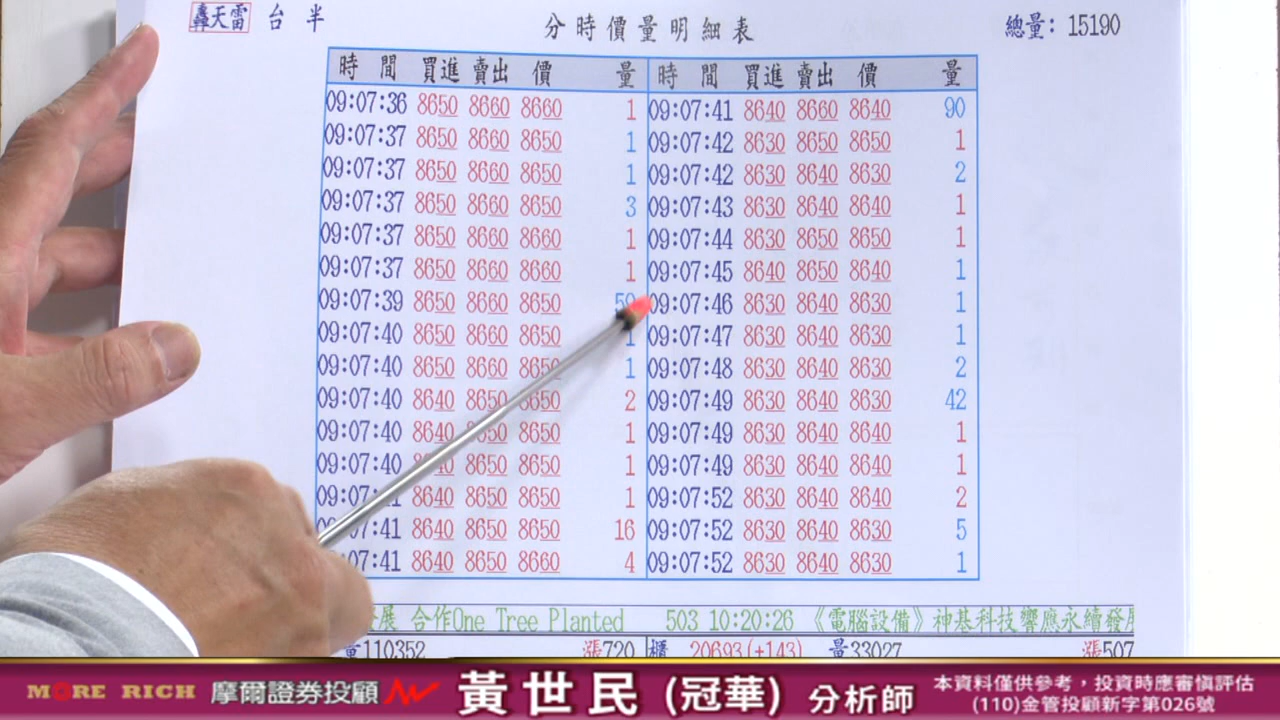 轟天雷 台半 分時價量明細表 總量: 15190
時間 買進 賣出 價 量 時間 買進 賣出 價 量
09:07:36 8650 8660 8660 1 09:07:41 8640 8660 8640 90
09:07:37 8650 8660 8650 1 09:07:42 8630 8650 8650 1
09:07:37 8650 8660 8650 1 09:07:42 8630 8640 8630 2
09:07:37 8650 8660 8650 3 09:07:43 8630 8640 8640 1
09:07:37 8650 8660 8660 1 09:07:44 8630 8650 8650 1
09:07:37 8650 8660 8660 1 09:07:45 8640 8650 8640 1
09:07:39 8650 8660 8650 09:07:46 8630 8640 8630 1
09:07:40 8650 8660 8650 1 09:07:47 8630 8640 8630 1
09:07:40 8650 8660 8650 1 09:07:48 8630 8640 8630 2
09:07:40 8640 8650 8650 2 09:07:49 8630 8640 8630 42
09:07:40 8640 8650 8650 1 09:07:49 8630 8640 8640 1
09:07:40 8640 8650 8650 1 09:07:49 8630 8640 8640 1
8640 8650 8650 1 09:07:52 8630 8640 8640 2
07:41 8640 8650 8650 16 09:07:52 8630 8640 8630 5
07:41 8640 8650 8660 4 09:07:52 8630 8640 8630 1
展 合作One Tree Planted 503 10:20:26 《電腦設備》神基科技響應永續發展
量110352 漲720 櫃 20693(+143) 量33027 漲507
MORE RICH 摩爾證券投顧 黃世民(冠華) 分析師
本資料僅供參考，投資時應審慎評估
(110)金管投顧新字第026號